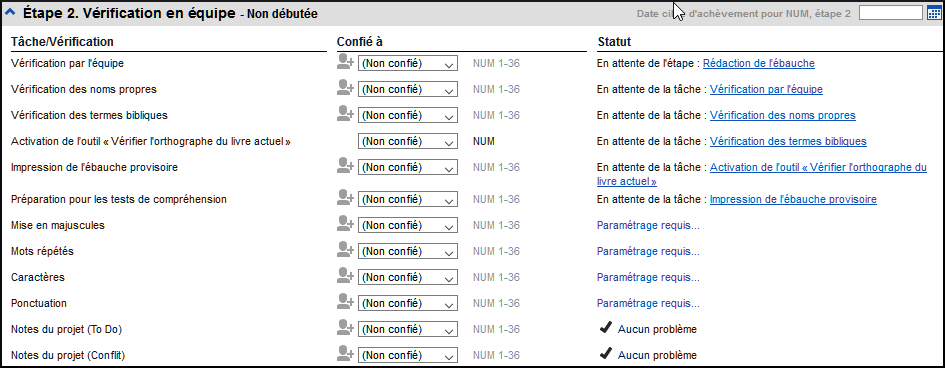 Étape 2. Vérification en équipe - Non débutée Date d'achèvement pour NUM, étape 2
Tâche/Vérification Confié à Statut
Vérification par l'équipe (Non confié) NUM 1-36 En attente de l'étape : Rédaction de l'ébauche
Vérification des noms propres (Non confié) NUM 1-36 En attente de la tâche : Vérification par l'équipe
Vérification des termes bibliques (Non confié) NUM 1-36 En attente de la tâche : Vérification des noms propres
Activation de l'outil « Vérifier l'orthographe du livre actuel » (Non confié) NUM En attente de la tâche : Vérification des termes bibliques
Impression de l'ébauche provisoire (Non confié) NUM 1-36 En attente de la tâche : Activation de l'outil « Vérifier l'orthographe du
livre actuel »
Préparation pour les tests de compréhension (Non confié) NUM 1-36 En attente de la tâche : Impression de l'ébauche provisoire
Mise en majuscules (Non confié) NUM 1-36 Paramétrage requis...
Mots répétés (Non confié) NUM 1-36 Paramétrage requis...
Caractères (Non confié) NUM 1-36 Paramétrage requis...
Ponctuation (Non confié) NUM 1-36 Paramétrage requis...
Notes du projet (To Do) (Non confié) NUM 1-36 Aucun problème
Notes du projet (Conflit) (Non confié) NUM 1-36 Aucun problème